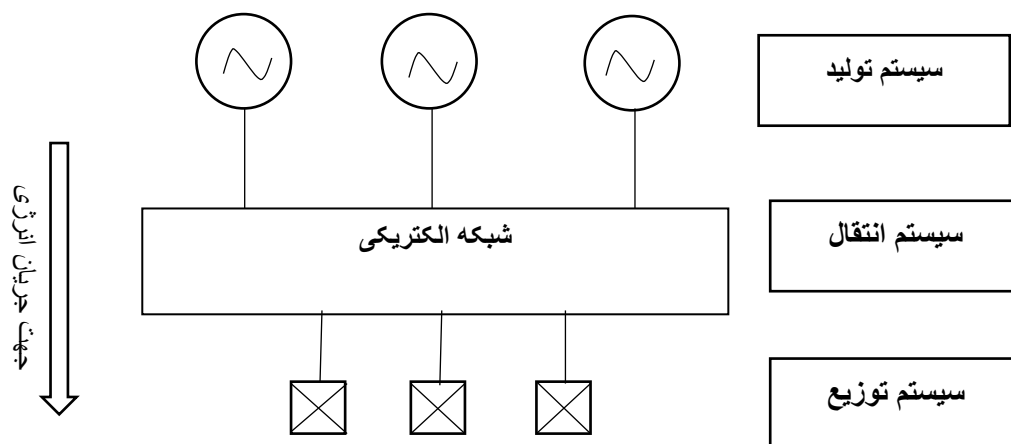 سیستم تولید
شبکه الکتریکی
سیستم انتقال
سیستم توزیع
جهت جریان انرژی